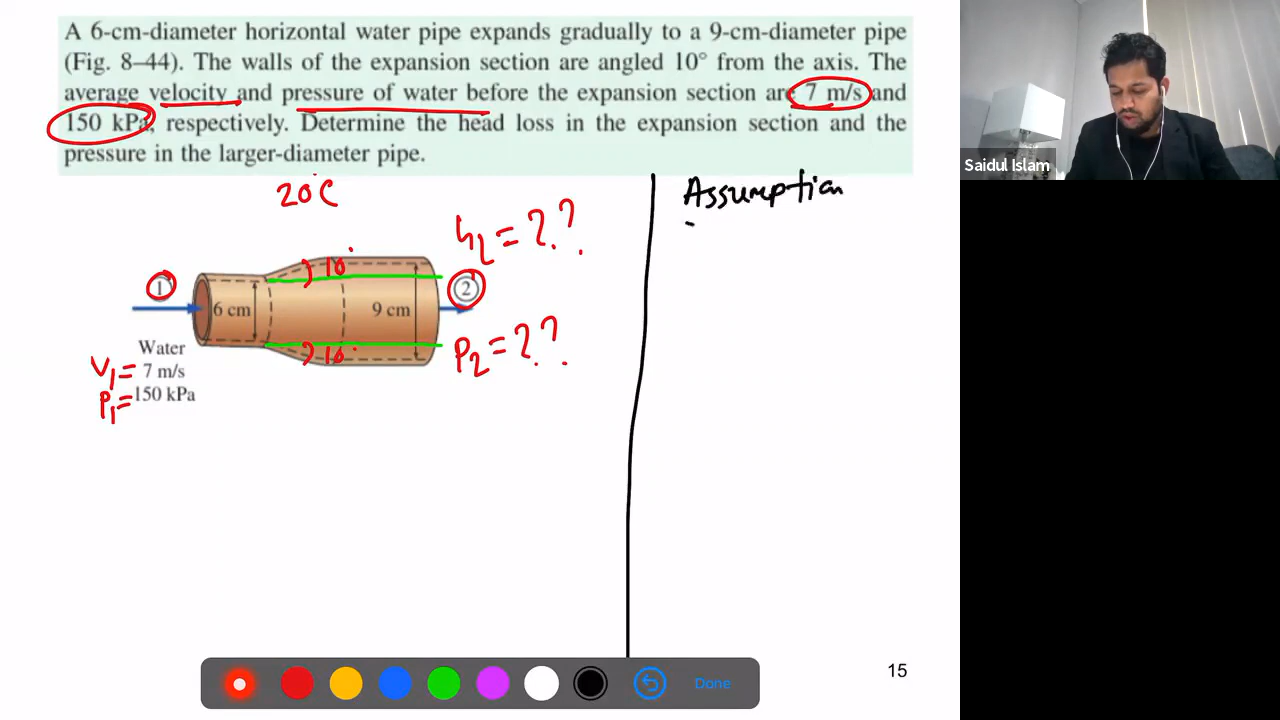 A 6-cm-diameter horizontal water pipe expands gradually to a 9-cm-diameter pipe
(Fig. 8–44). The walls of the expansion section are angled 10° from the axis. The
average velocity and pressure of water before the expansion section are 7 m/s and
150 kPa, respectively. Determine the head loss in the expansion section and the
pressure in the larger-diameter pipe.
Saidul Islam
20°C
Assumption
hL = ??
10°
1
2
6 cm
9 cm
10°
P2 = ??
Water
V1 = 7 m/s
P1 = 150 kPa
15
Done